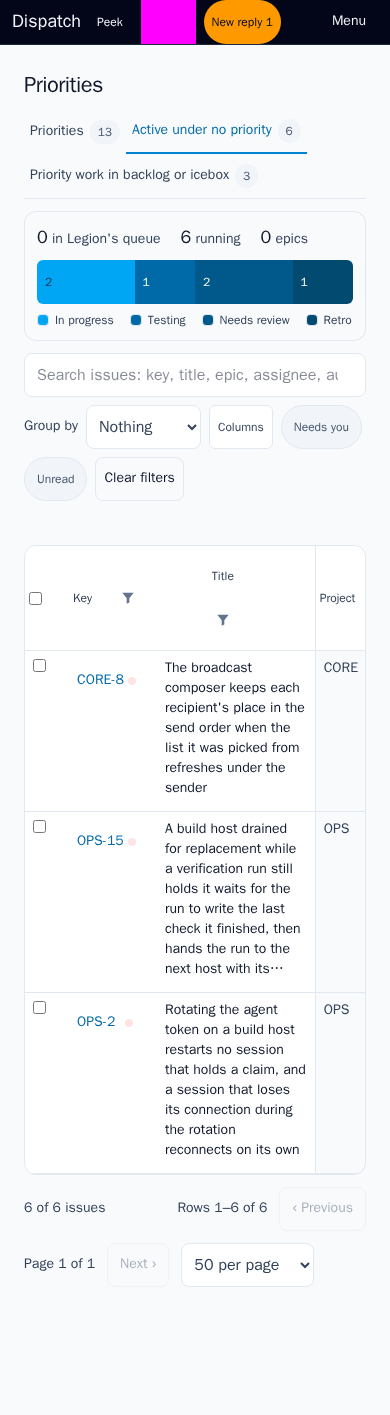 Dispatch Peek New reply 1 Menu
Priorities
Priorities 13 Active under no priority 6
Priority work in backlog or icebox 3
0 in Legion's queue 6 running 0 epics
2 1 2 1
In progress Testing Needs review Retro
Search issues: key, title, epic, assignee, au
Group by Nothing Columns Needs you
Unread Clear filters
Title
Key Project
CORE-8 The broadcast CORE
composer keeps each
recipient's place in the
send order when the
list it was picked from
refreshes under the
sender
OPS-15 A build host drained OPS
for replacement while
a verification run still
holds it waits for the
run to write the last
check it finished, then
hands the run to the
next host with its…
OPS-2 Rotating the agent OPS
token on a build host
restarts no session
that holds a claim, and
a session that loses
its connection during
the rotation
reconnects on its own
6 of 6 issues Rows 1–6 of 6 ‹ Previous
Page 1 of 1 Next › 50 per page